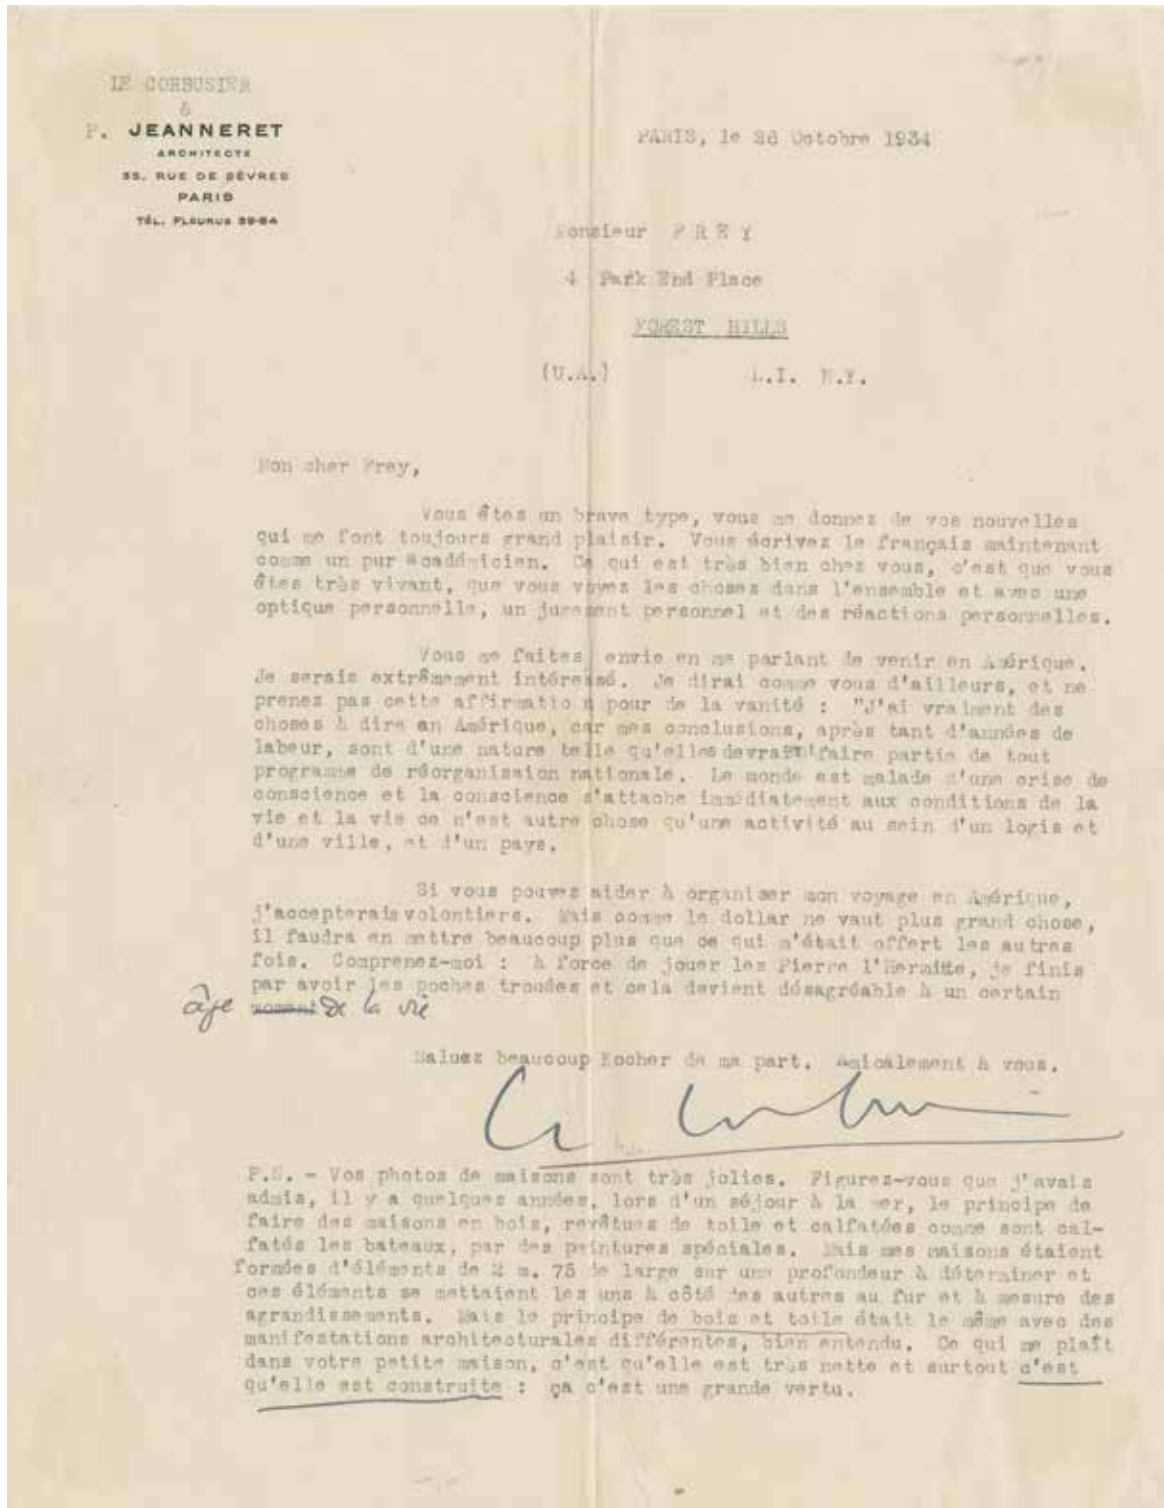 LE CORBUSIER
&
P. JEANNERET
ARCHITECTE
35, RUE DE SÈVRES
PARIS
TÉL. FLEURUS 39-84
PARIS, le 26 Octobre 1934
Monsieur F R E Y
4 Park End Place
FOREST HILLS
(U.A.) L.I. N.Y.
Mon cher Frey,
Vous êtes un brave type, vous me donnez de vos nouvelles
qui me font toujours grand plaisir. Vous écrivez le français maintenant
comme un pur académicien. Ce qui est très bien chez vous, c'est que vous
êtes très vivant, que vous voyez les choses dans l'ensemble et avec une
optique personnelle, un jugement personnel et des réactions personnelles.
Vous me faites envie en me parlant de venir en Amérique.
Je serais extrêmement intéressé. Je dirai comme vous d'ailleurs, et ne
prenez pas cette affirmation pour de la vanité : "J'ai vraiment des
choses à dire en Amérique, car mes conclusions, après tant d'années de
labeur, sont d'une nature telle qu'elles devraient faire partie de tout
programme de réorganisaion nationale. Le monde est malade d'une crise de
conscience et la conscience s'attache immédiatement aux conditions de la
vie et la vie ce n'est autre chose qu'une activité au sein d'un logis et
d'une ville, et d'un pays.
Si vous pouvez aider à organiser mon voyage en Amérique,
j'accepterais volontiers. Mais comme le dollar ne vaut plus grand chose,
il faudra en mettre beaucoup plus que ce qui m'était offert les autres
fois. Comprenez-moi : à force de jouer les Pierre l'Hermitte, je finis
par avoir les poches trouées et cela devient désagréable à un certain
âge moment de la vie
Saluez beaucoup Kocher de ma part. Amicalement à vous.
Le Corbusier
P.S. - Vos photos de maisons sont très jolies. Figurez-vous que j'avais
admis, il y a quelques années, lors d'un séjour à la mer, le principe de
faire des maisons en bois, revêtues de toile et calfatées comme sont cal-
fatés les bateaux, par des peintures spéciales. Mais mes maisons étaient
formées d'éléments de 2 m. 75 de large sur une profondeur à déterminer et
ces éléments se mettaient les uns à côté des autres au fur et à mesure des
agrandissements. Mais le principe de bois et toile était le même avec des
manifestations architecturales différentes, bien entendu. Ce qui me plaît
dans votre petite maison, c'est qu'elle est très nette et surtout c'est
qu'elle est construite : ça c'est une grande vertu.